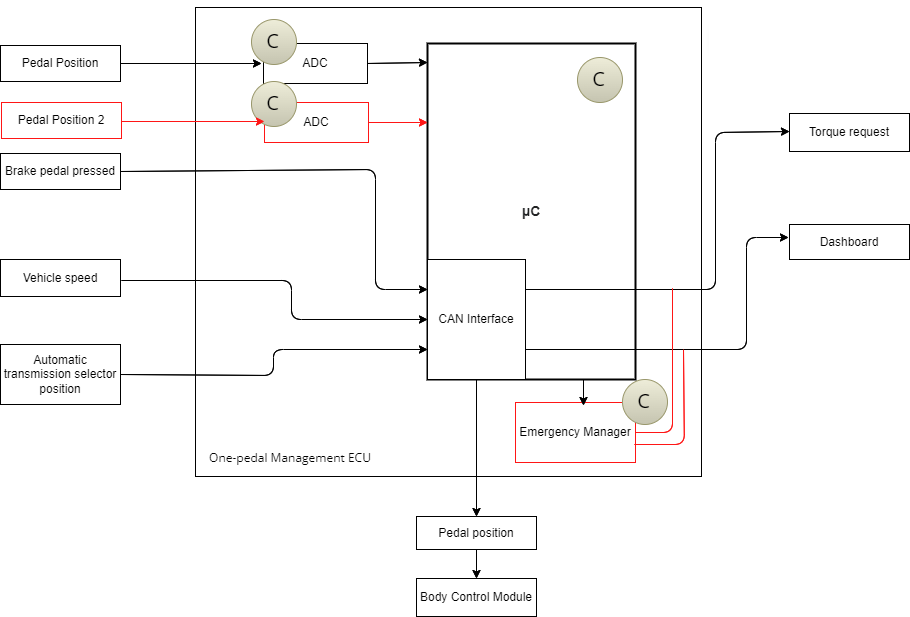 C
Pedal Position
ADC
C
C
Pedal Position 2
ADC
Torque request
Brake pedal pressed
µC
Dashboard
Vehicle speed
CAN Interface
Automatic
transmission selector
position
C
Emergency Manager
One-pedal Management ECU
Pedal position
Body Control Module